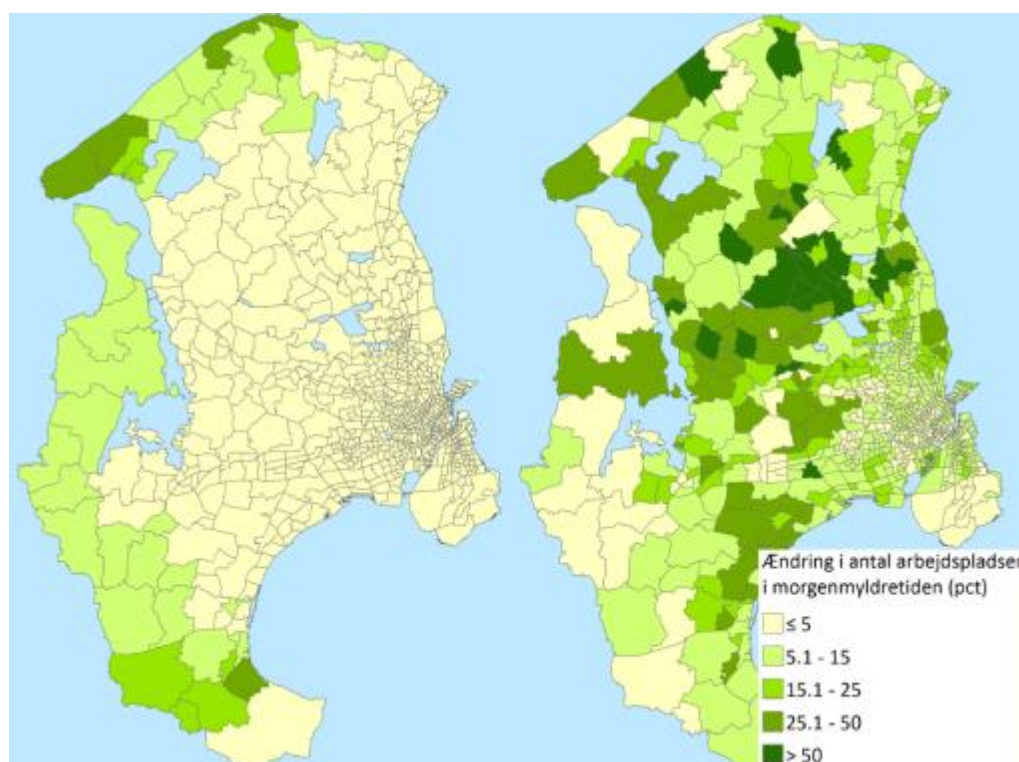 Ændring i antal arbejdspladser
i morgenmyldretiden (pct)
≤ 5
5.1 - 15
15.1 - 25
25.1 - 50
> 50